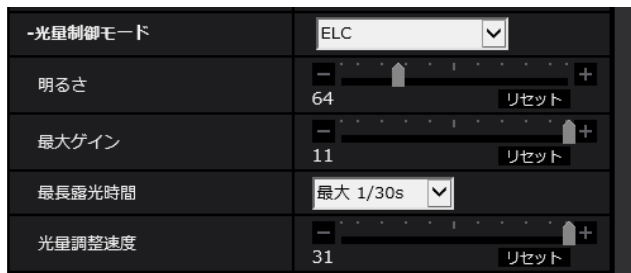 -光量制御モード ELC
明るさ
64 リセット
最大ゲイン
11 リセット
最長露光時間 最大 1/30s
光量調整速度
31 リセット